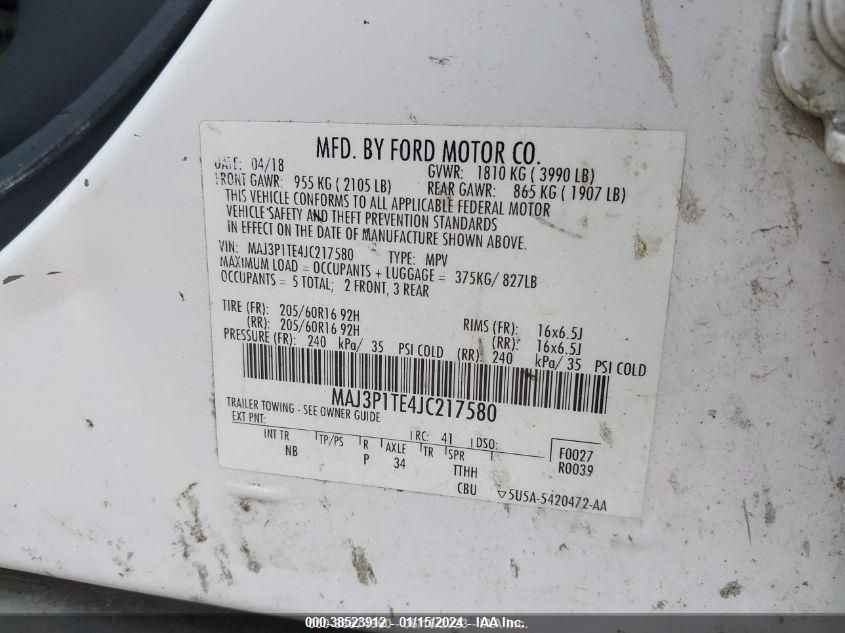 MFD. BY FORD MOTOR CO.
DATE: 04/18 GVWR: 1810 KG ( 3990 LB)
FRONT GAWR: 955 KG ( 2105 LB) REAR GAWR: 865 KG ( 1907 LB)
THIS VEHICLE CONFORMS TO ALL APPLICABLE FEDERAL MOTOR
VEHICLE SAFETY AND THEFT PREVENTION STANDARDS
IN EFFECT ON THE DATE OF MANUFACTURE SHOWN ABOVE.
VIN: MAJ3P1TE4JC217580 TYPE: MPV
MAXIMUM LOAD = OCCUPANTS + LUGGAGE = 375KG/ 827LB
OCCUPANTS = 5 TOTAL; 2 FRONT, 3 REAR
TIRE (FR): 205/60R16 92H RIMS (FR): 16x6.5J
(RR): 205/60R16 92H (RR): 16x6.5J
PRESSURE (FR): 240 kPa/ 35 PSI COLD (RR): 240 kPa/ 35 PSI COLD
MAJ3P1TE4JC217580
TRAILER TOWING - SEE OWNER GUIDE
EXT PNT: RC: 41 DSO: F0027
INT TR TP/PS R AXLE TR SPR R0039
NB P 34 TTHH
CBU ▽5U5A-5420472-AA
000-38523912 - 01/15/2024 - IAA Inc.